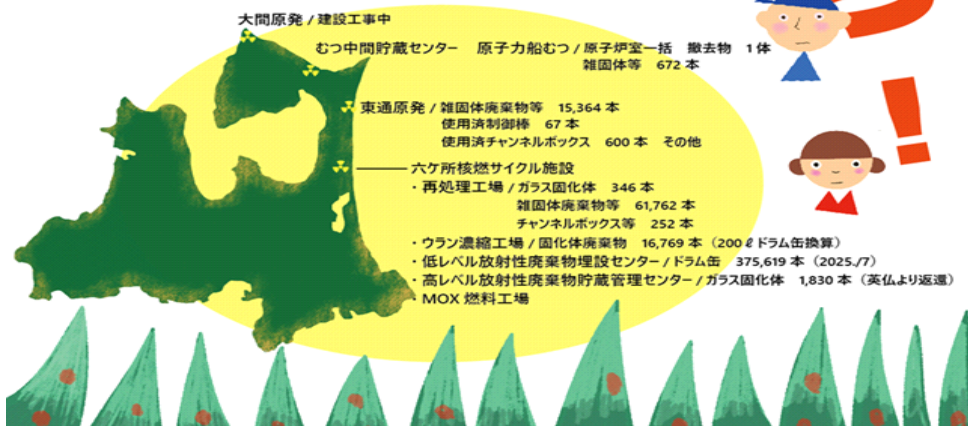 大間原発 / 建設工事中
むつ中間貯蔵センター　原子力船むつ / 原子炉室一括　撤去物　1 体
雑固体等　672 本
東通原発 / 雑固体廃棄物等　15,364 本
使用済制御棒　67 本
使用済チャンネルボックス　600 本　その他
六ケ所核燃サイクル施設
・再処理工場 / ガラス固化体　346 本
雑固体廃棄物等　61,762 本
チャンネルボックス等　252 本
・ウラン濃縮工場 / 固化体廃棄物　16,769 本（200ℓドラム缶換算）
・低レベル放射性廃棄物埋設センター / ドラム缶　375,619 本（2025./7）
・高レベル放射性廃棄物貯蔵管理センター / ガラス固化体　1,830 本（英仏より返還）
・MOX 燃料工場